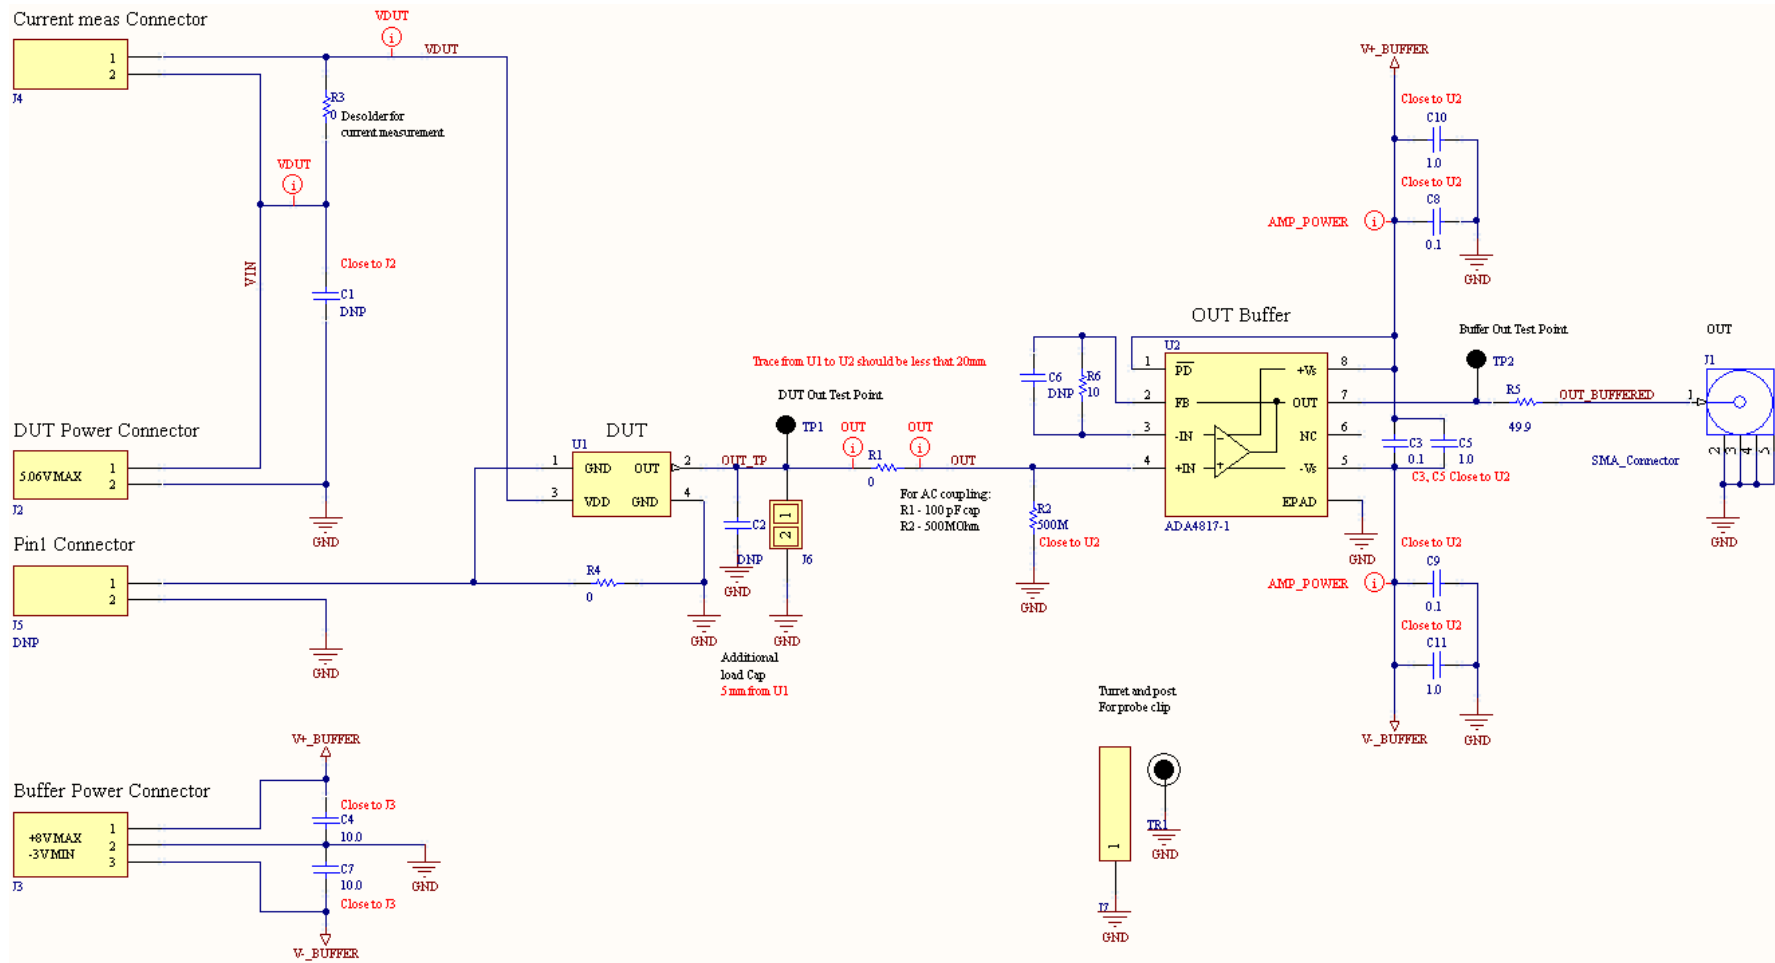 Current meas Connector
1
2
J4
VDUT
i
VDUT
R3
0
Desolder for
current measurement
VDUT
i
VIN
Close to J2
C1
DNP
DUT Power Connector
5.06VMAX
1
2
J2
GND
Pin1 Connector
1
2
J5
DNP
GND
V+_BUFFER
Buffer Power Connector
+8VMAX
-3VMIN
1
2
3
J3
Close to J3
C4
10.0
C7
10.0
Close to J3
GND
V-_BUFFER
DUT
U1
1
GND
OUT
2
3
VDD
GND
4
R4
0
GND
OUT_TP
C2
DNP
GND
Additional
load Cap
5mm from U1
Trace from U1 to U2 should be less that 20mm
DUT Out Test Point
TP1
1
2
J6
GND
OUT
i
OUT
i
R1
0
OUT
For AC coupling:
R1 - 100 pF cap
R2 - 500MOhm
R2
500M
Close to U2
GND
C6
DNP
R6
10
OUT Buffer
U2
1
PD
+Vs
8
2
FB
OUT
7
3
-IN
NC
6
4
+IN
-Vs
5
EPAD
ADA4817-1
GND
V+_BUFFER
Close to U2
C10
1.0
Close to U2
C8
0.1
AMP_POWER
i
GND
Buffer Out Test Point
TP2
R5
49.9
OUT_BUFFERED
OUT
J1
1
2
3
4
5
SMA_Connector
GND
C3
0.1
C5
1.0
C3, C5 Close to U2
Close to U2
C9
0.1
AMP_POWER
i
Close to U2
C11
1.0
V-_BUFFER
GND
Turret and post
For probe clip
1
J7
GND
TR1
GND